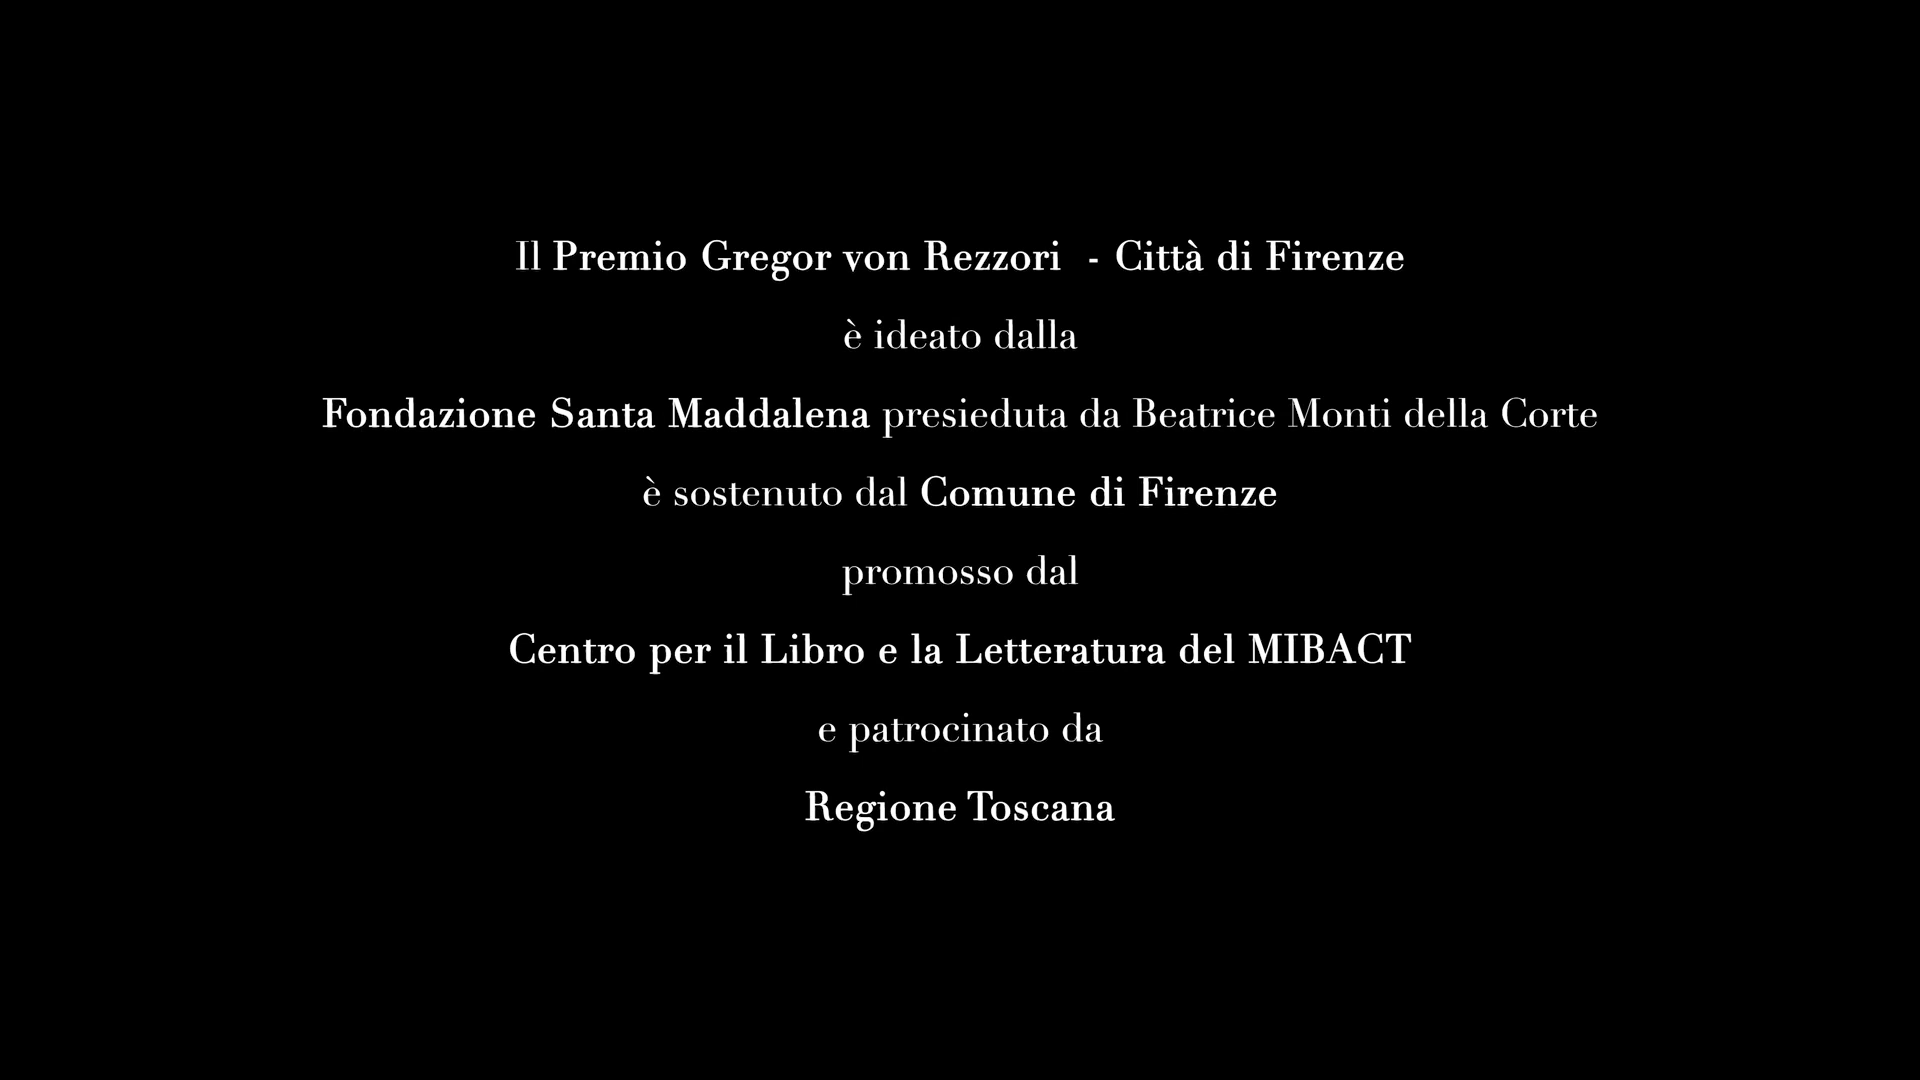 Il Premio Gregor von Rezzori - Città di Firenze
è ideato dalla
Fondazione Santa Maddalena presieduta da Beatrice Monti della Corte
è sostenuto dal Comune di Firenze
promosso dal
Centro per il Libro e la Letteratura del MIBACT
e patrocinato da
Regione Toscana